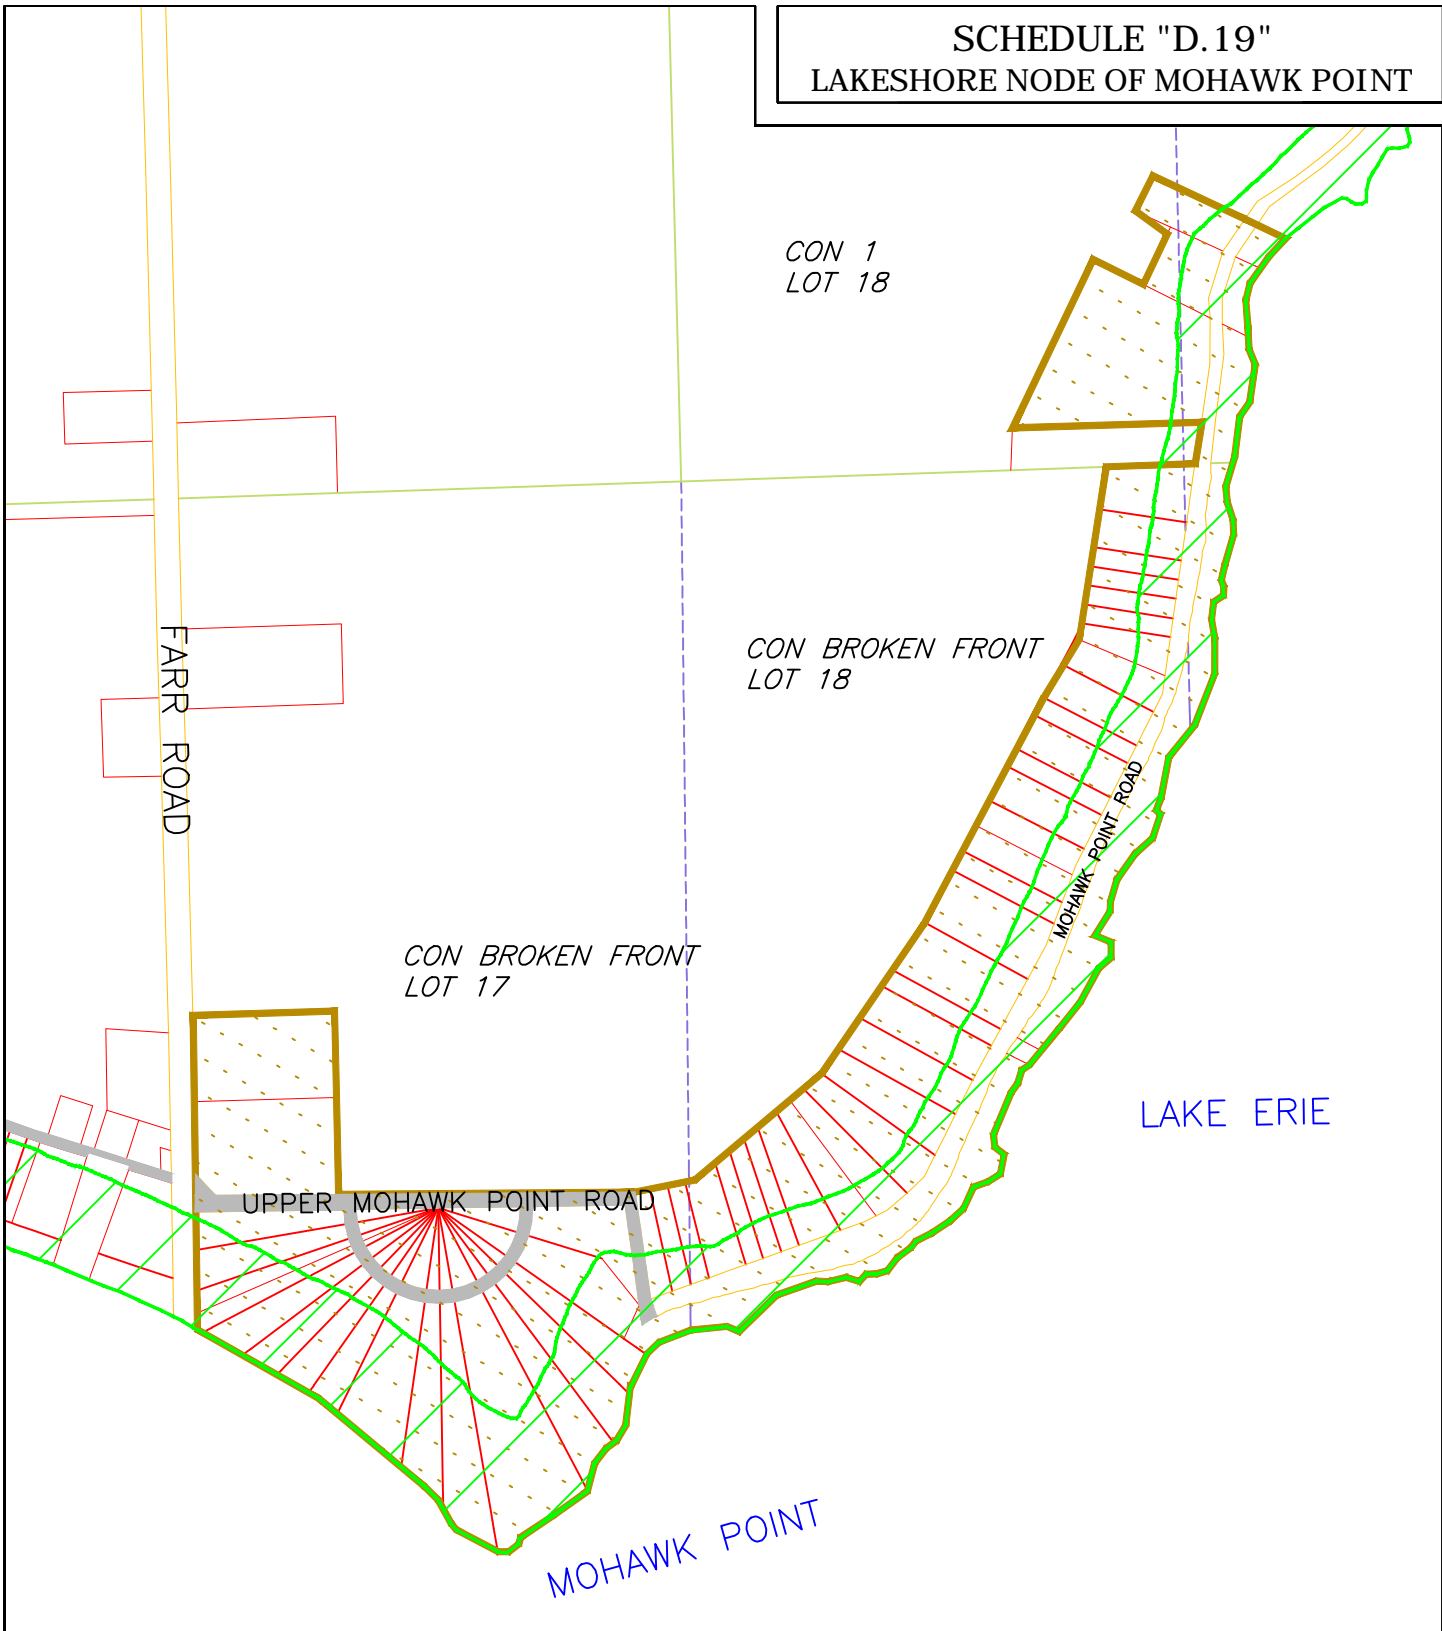 SCHEDULE "D.19"
LAKESHORE NODE OF MOHAWK POINT
CON 1
LOT 18
CON BROKEN FRONT
LOT 18
FARR ROAD
MOHAWK POINT ROAD
CON BROKEN FRONT
LOT 17
LAKE ERIE
UPPER MOHAWK POINT ROAD
MOHAWK POINT